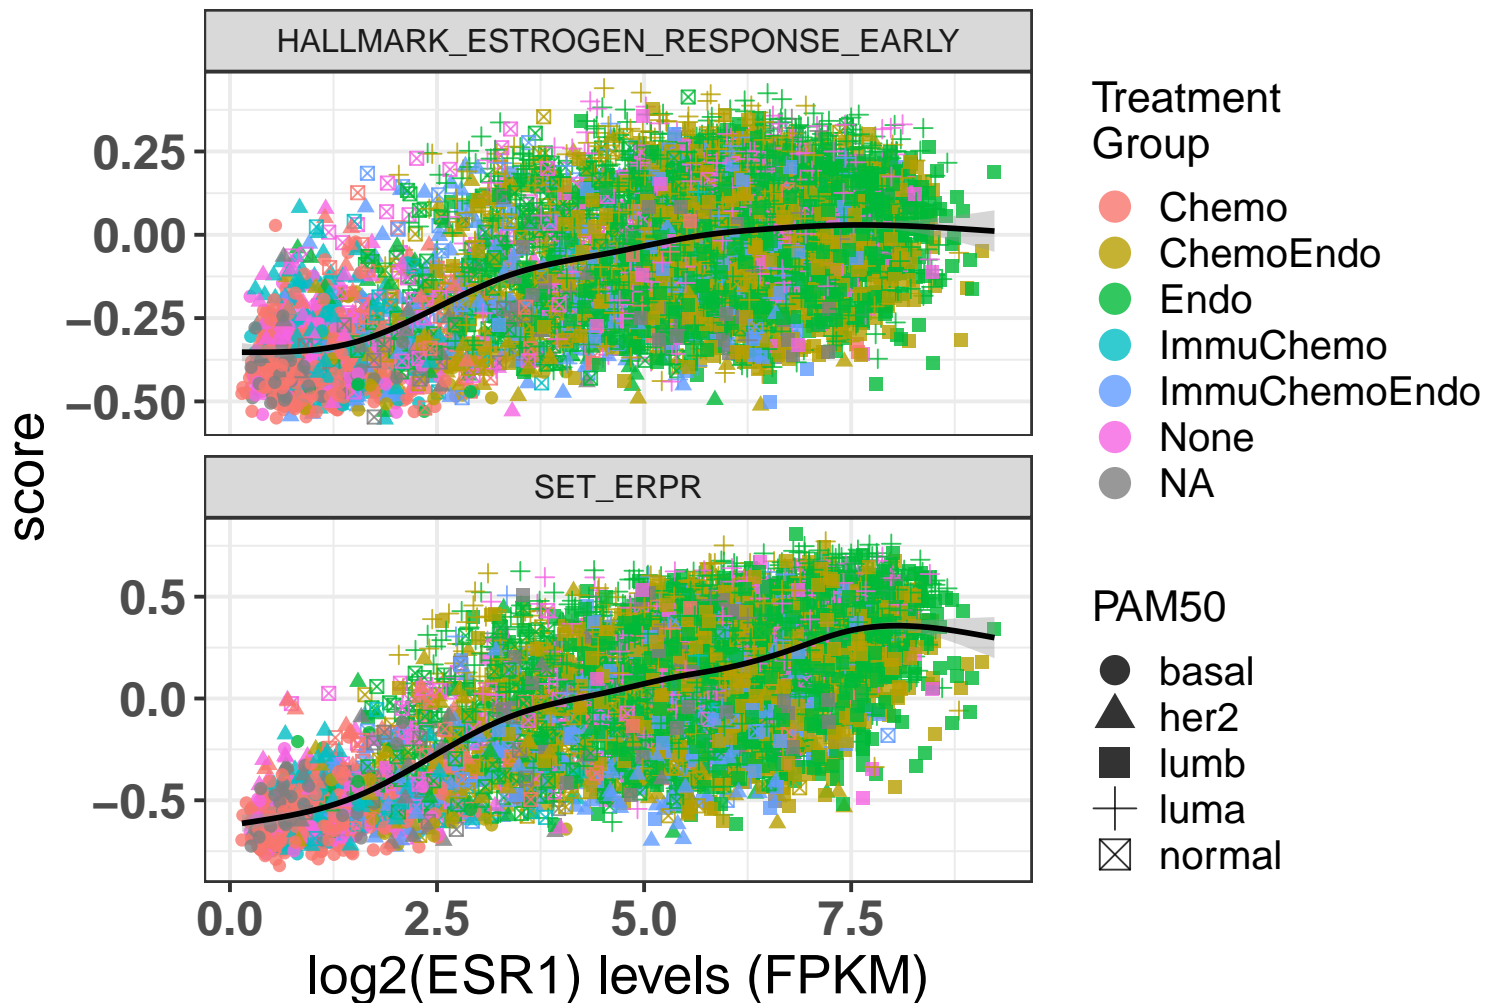 HALLMARK_ESTROGEN_RESPONSE_EARLY
0.25
0.00
−0.25
−0.50
SET_ERPR
0.5
0.0
−0.5
0.0 2.5 5.0 7.5
log2(ESR1) levels (FPKM)
score
Treatment
Group
Chemo
ChemoEndo
Endo
ImmuChemo
ImmuChemoEndo
None
NA
PAM50
basal
her2
lumb
luma
normal